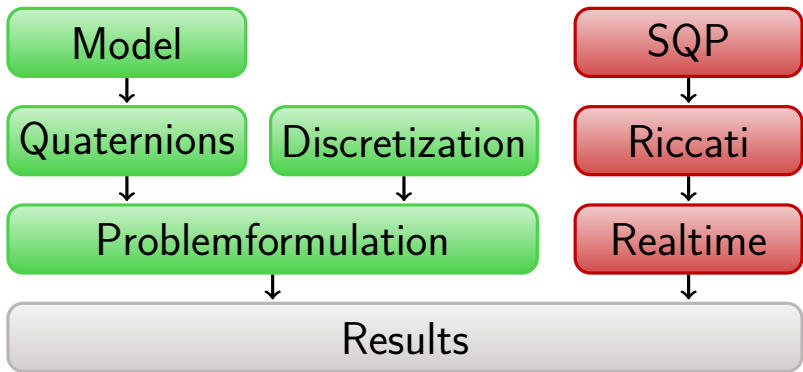 Model
SQP
Quaternions
Discretization
Riccati
Problemformulation
Realtime
Results